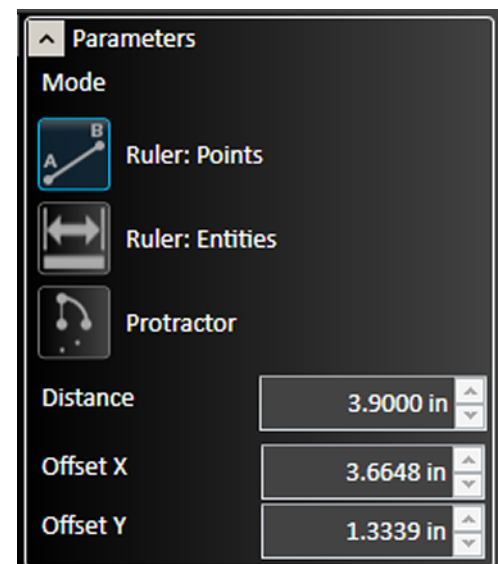 Parameters
Mode
A B Ruler: Points
Ruler: Entities
Protractor
Distance 3.9000 in
Offset X 3.6648 in
Offset Y 1.3339 in